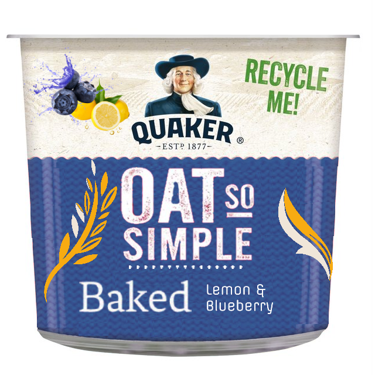 RECYCLE
ME!
QUAKER®
-ESTD 1877-
OAT SO
SIMPLE
Baked Lemon &
Blueberry